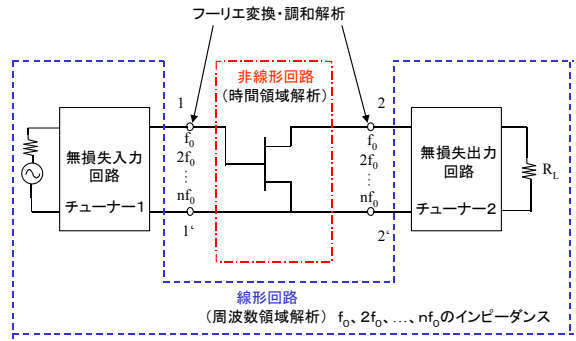 フーリエ変換・調和解析
非線形回路
(時間領域解析)
1
2
f₀
2f₀
⋮
nf₀
1‘
f₀
2f₀
⋮
nf₀
2‘
無損失入力
回路
チューナー1
無損失出力
回路
チューナー2
R_L
線形回路
(周波数領域解析) f₀、2f₀、…、nf₀のインピーダンス